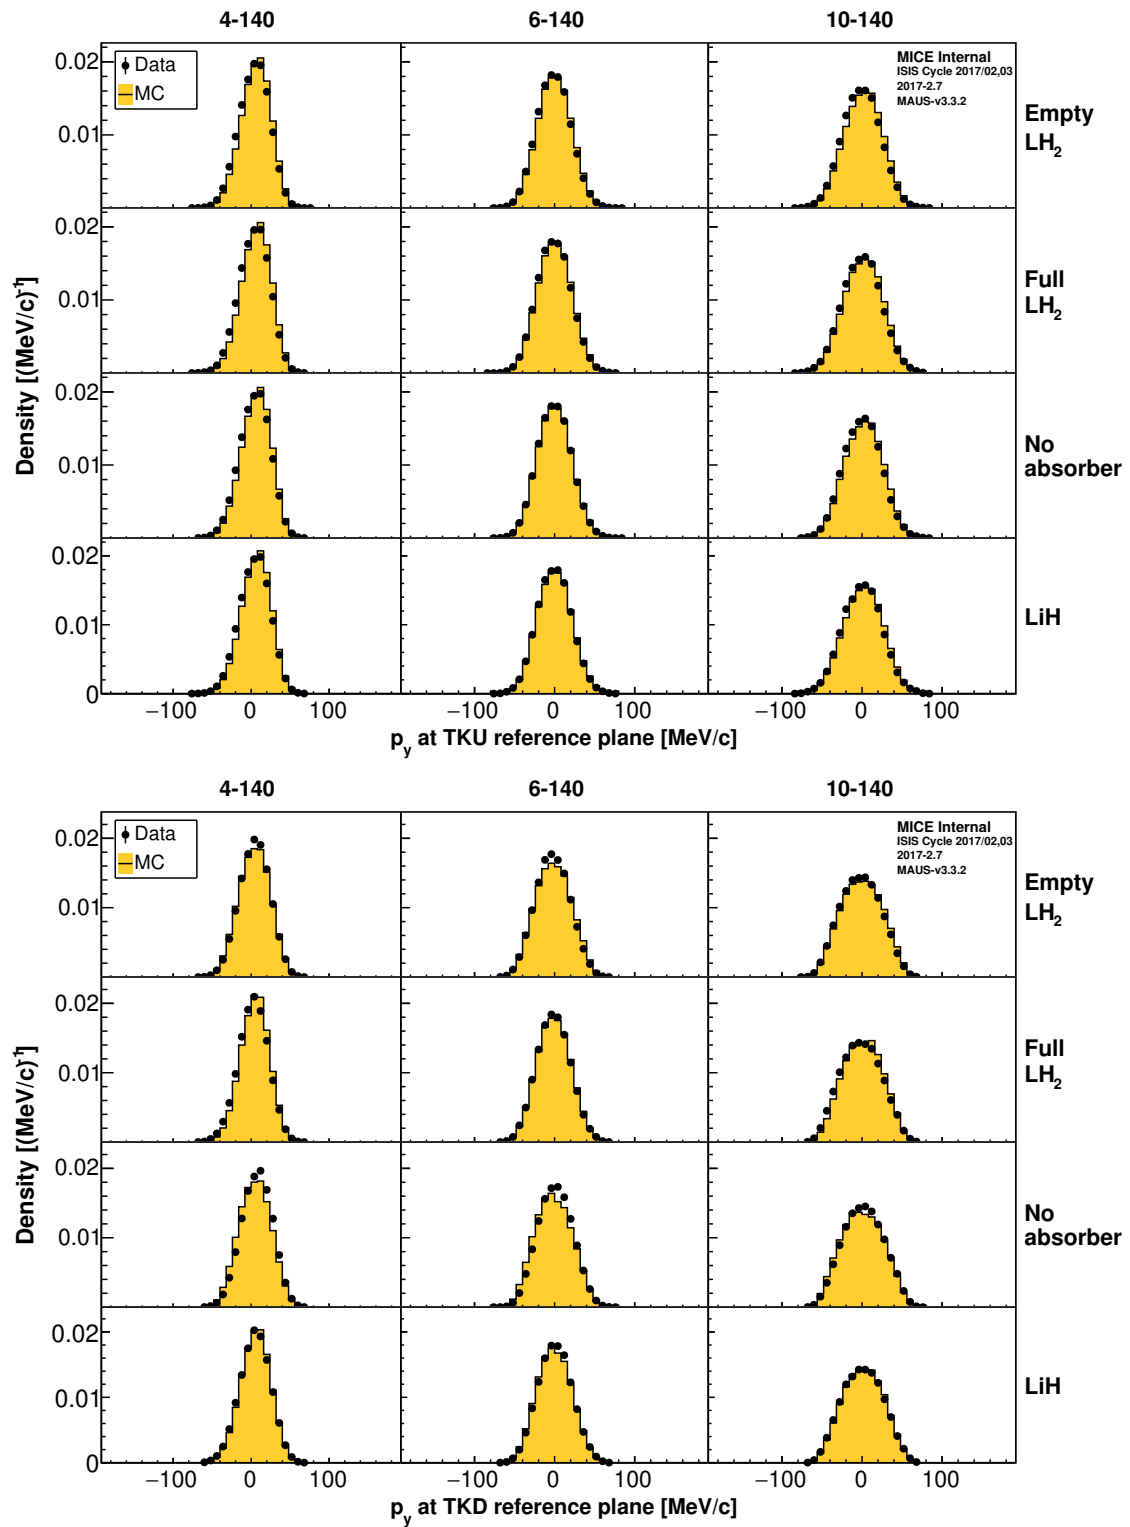 4-140 6-140 10-140
Data
MC
MICE Internal
ISIS Cycle 2017/02,03
2017-2.7
MAUS-v3.3.2
0.02
0.01
Empty
LH2
0.02
0.01
Full
LH2
0.02
0.01
No
absorber
0.02
0.01
0
LiH
Density [(MeV/c)-1]
−100 0 100 −100 0 100 −100 0 100
py at TKU reference plane [MeV/c]
4-140 6-140 10-140
Data
MC
MICE Internal
ISIS Cycle 2017/02,03
2017-2.7
MAUS-v3.3.2
0.02
0.01
Empty
LH2
0.02
0.01
Full
LH2
0.02
0.01
No
absorber
0.02
0.01
0
LiH
Density [(MeV/c)-1]
−100 0 100 −100 0 100 −100 0 100
py at TKD reference plane [MeV/c]